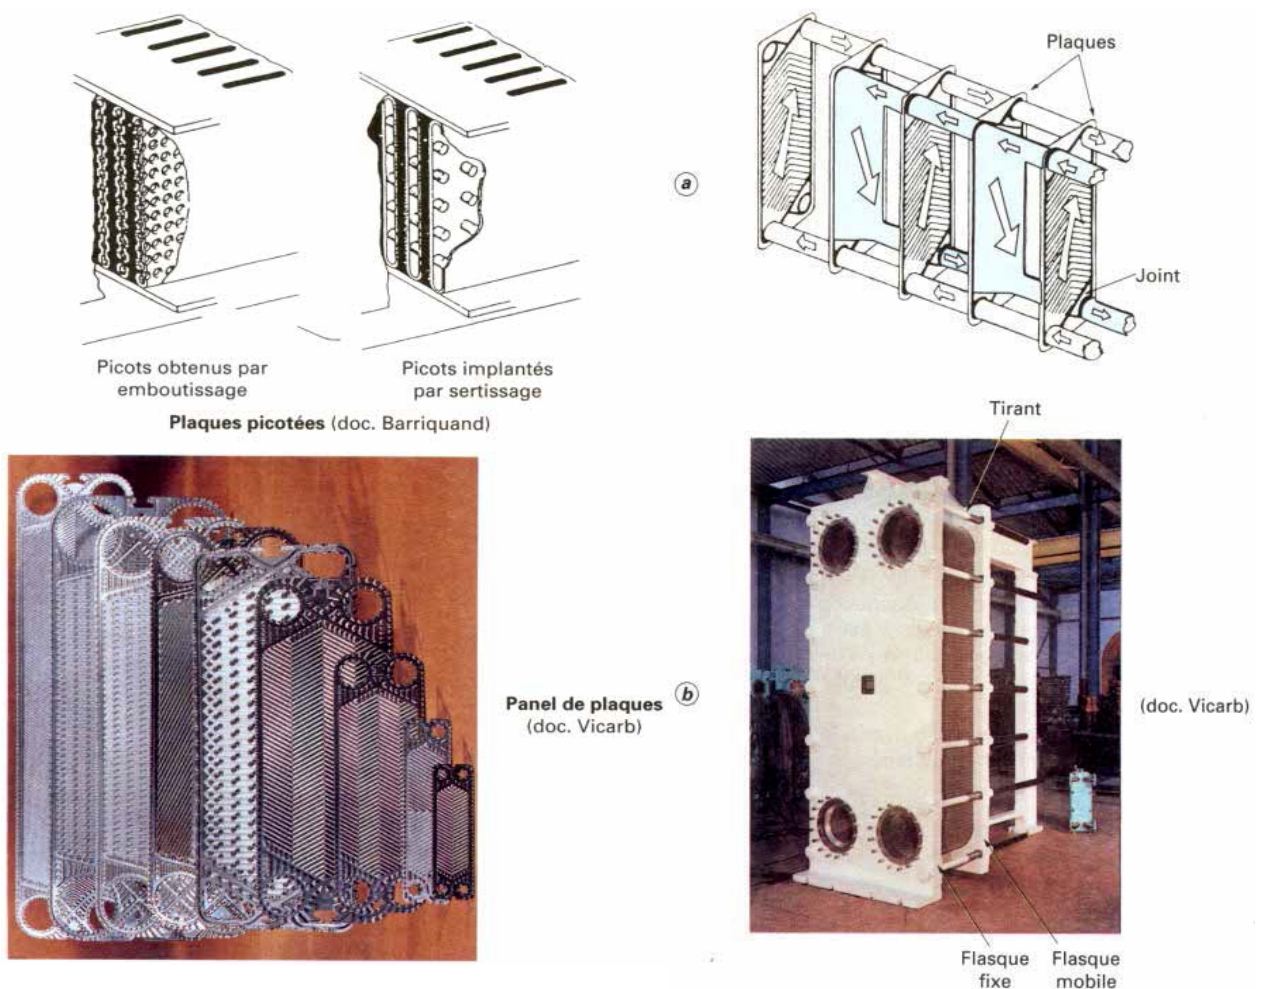 Plaques
Joint
Picots obtenus par
emboutissage
Picots implantés
par sertissage
Plaques picotées (doc. Barriquand)
a
Tirant
Panel de plaques
(doc. Vicarb)
b
(doc. Vicarb)
Flasque
fixe
Flasque
mobile